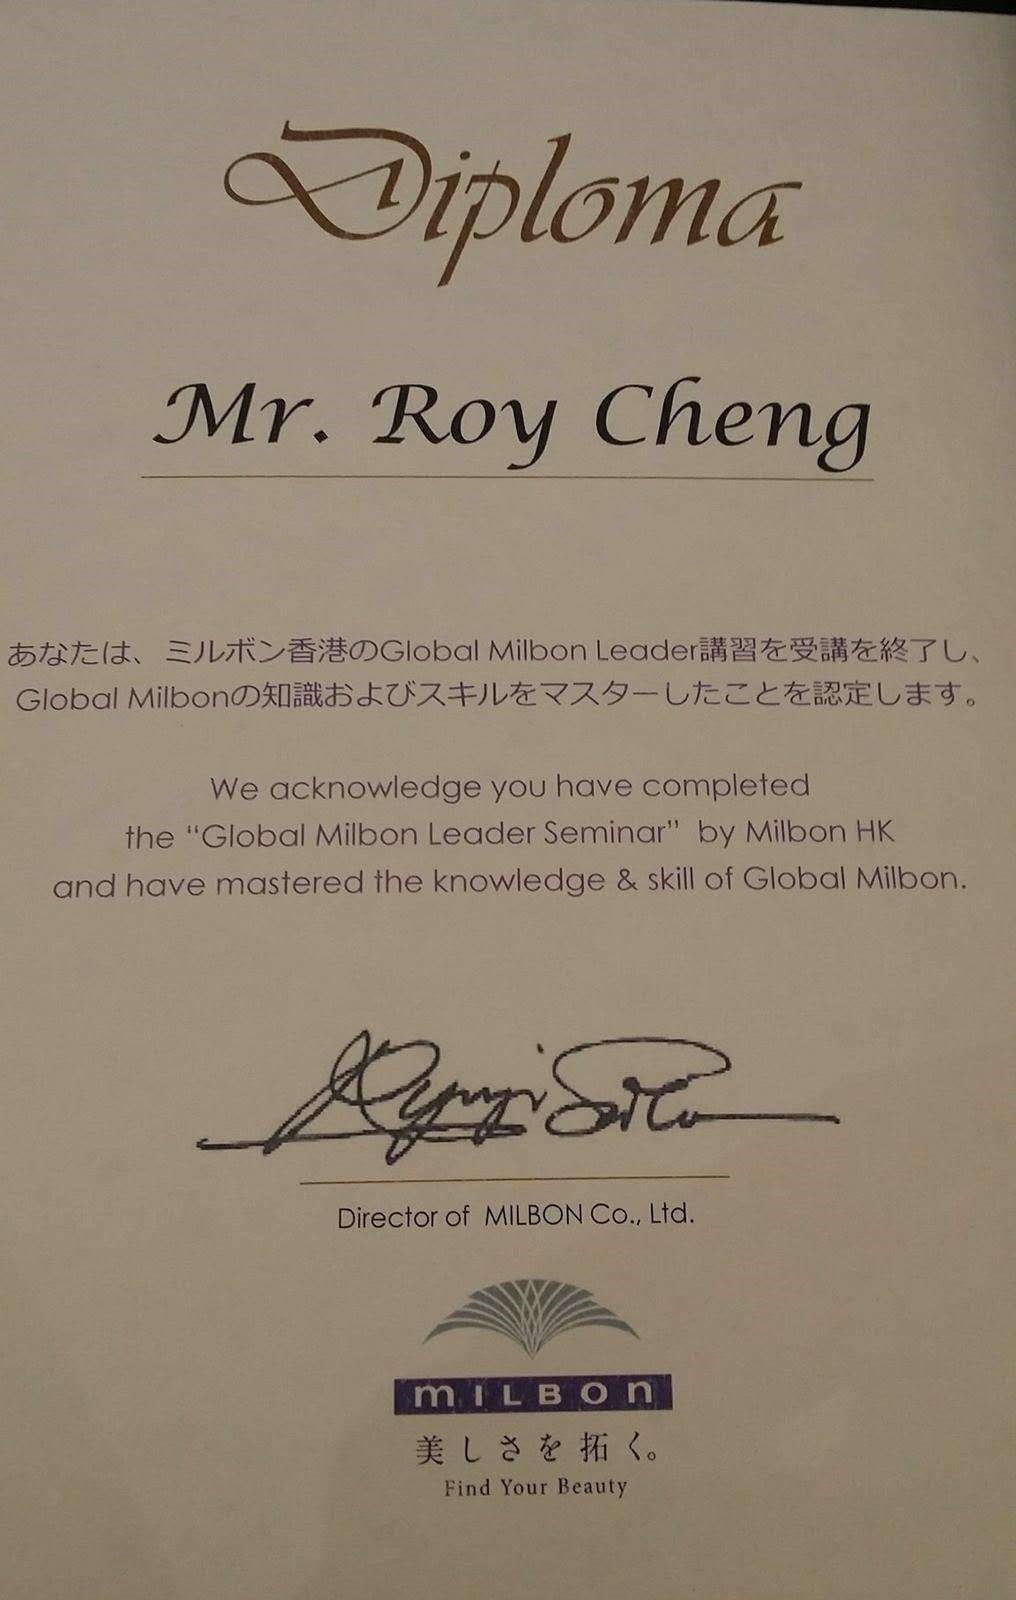 Diploma
Mr. Roy Cheng
あなたは、ミルボン香港のGlobal Milbon Leader講習を受講を終了し、
Global Milbonの知識およびスキルをマスターしたことを認定します。
We acknowledge you have completed
the “Global Milbon Leader Seminar” by Milbon HK
and have mastered the knowledge & skill of Global Milbon.
Director of MILBON Co., Ltd.
mILBOn
美しさを拓く。
Find Your Beauty